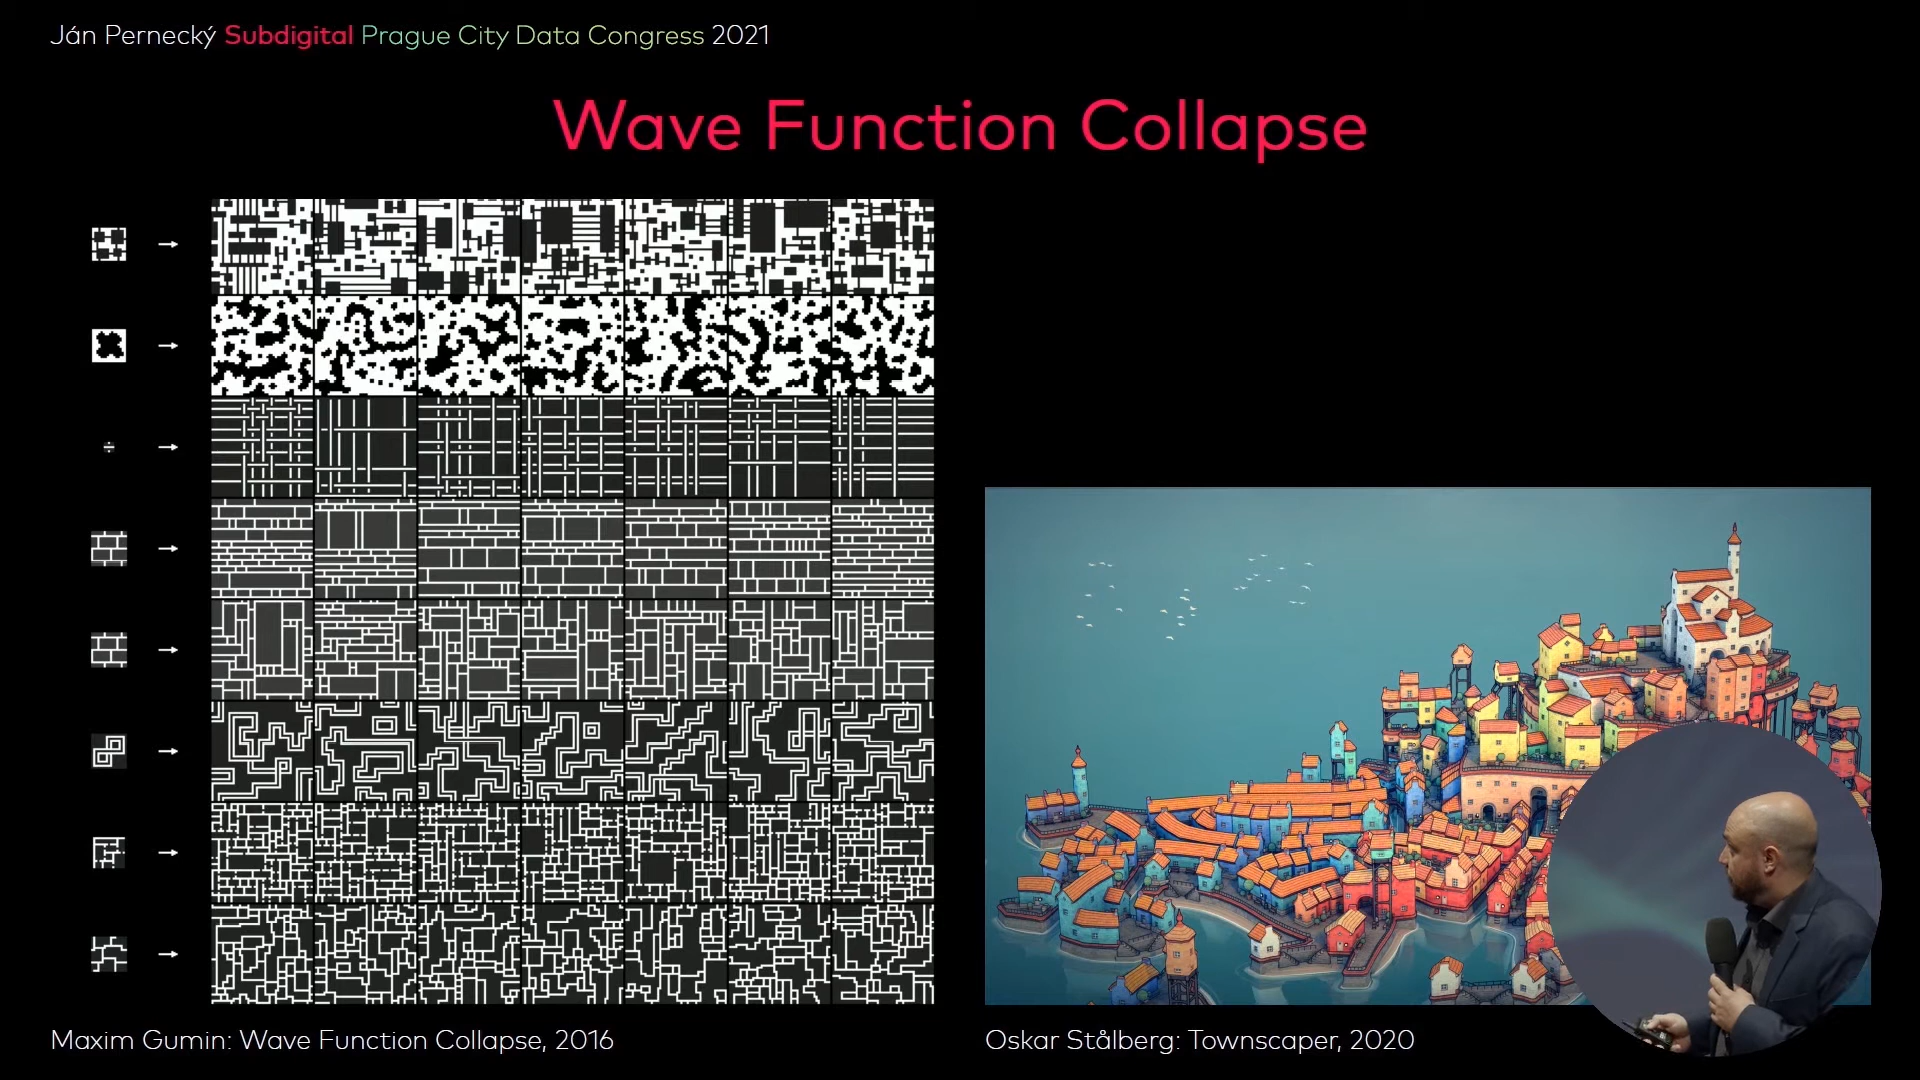 Ján Pernecký Subdigital Prague City Data Congress 2021
Wave Function Collapse
Maxim Gumin: Wave Function Collapse, 2016
Oskar Stålberg: Townscaper, 2020